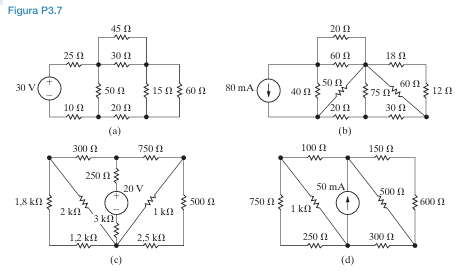 Figura P3.7
45 Ω
25 Ω
30 Ω
30 V
+
−
50 Ω
15 Ω
60 Ω
10 Ω
20 Ω
(a)
20 Ω
60 Ω
18 Ω
80 mA
40 Ω
50 Ω
75 Ω
60 Ω
12 Ω
20 Ω
30 Ω
(b)
300 Ω
750 Ω
250 Ω
20 V
+
−
1,8 kΩ
2 kΩ
3 kΩ
1 kΩ
500 Ω
1,2 kΩ
2,5 kΩ
(c)
100 Ω
150 Ω
50 mA
500 Ω
750 Ω
1 kΩ
600 Ω
250 Ω
300 Ω
(d)